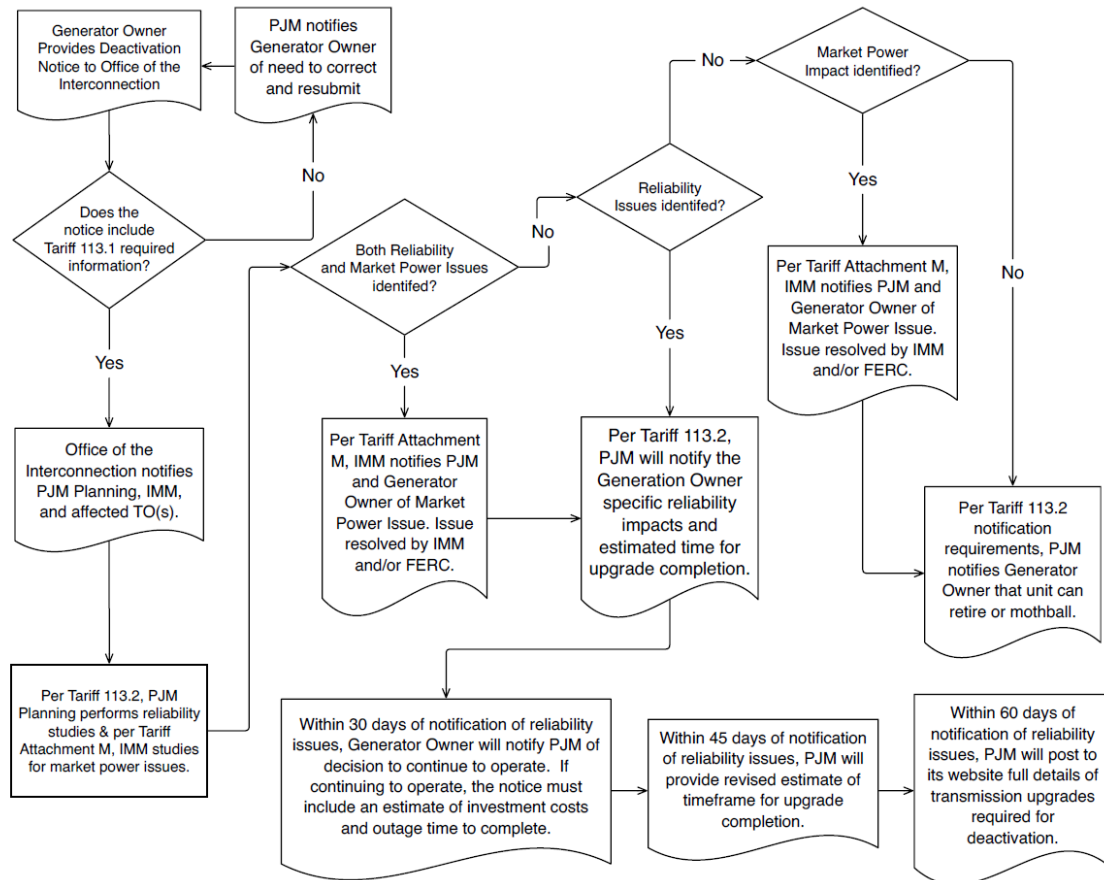 Generator Owner
Provides Deactivation
Notice to Office of the
Interconnection
PJM notifies
Generator Owner
of need to correct
and resubmit
No
Does the
notice include
Tariff 113.1 required
information?
Yes
Office of the
Interconnection notifies
PJM Planning, IMM,
and affected TO(s).
Per Tariff 113.2, PJM
Planning performs reliability
studies & per Tariff
Attachment M, IMM studies
for market power issues.
Both Reliability
and Market Power Issues
identifed?
No
Yes
Per Tariff Attachment
M, IMM notifies PJM
and Generator
Owner of Market
Power Issue. Issue
resolved by IMM
and/or FERC.
Reliability
Issues identifed?
No
Yes
Per Tariff 113.2,
PJM will notify the
Generation Owner
specific reliability
impacts and
estimated time for
upgrade completion.
Market Power
Impact identified?
Yes
No
Per Tariff Attachment M,
IMM notifies PJM and
Generator Owner of
Market Power Issue.
Issue resolved by IMM
and/or FERC.
Per Tariff 113.2
notification
requirements, PJM
notifies Generator
Owner that unit can
retire or mothball.
Within 30 days of notification of reliability
issues, Generator Owner will notify PJM of
decision to continue to operate. If
continuing to operate, the notice must
include an estimate of investment costs
and outage time to complete.
Within 45 days of notification
of reliability issues, PJM will
provide revised estimate of
timeframe for upgrade
completion.
Within 60 days of
notification of reliability
issues, PJM will post to
its website full details of
transmission upgrades
required for
deactivation.